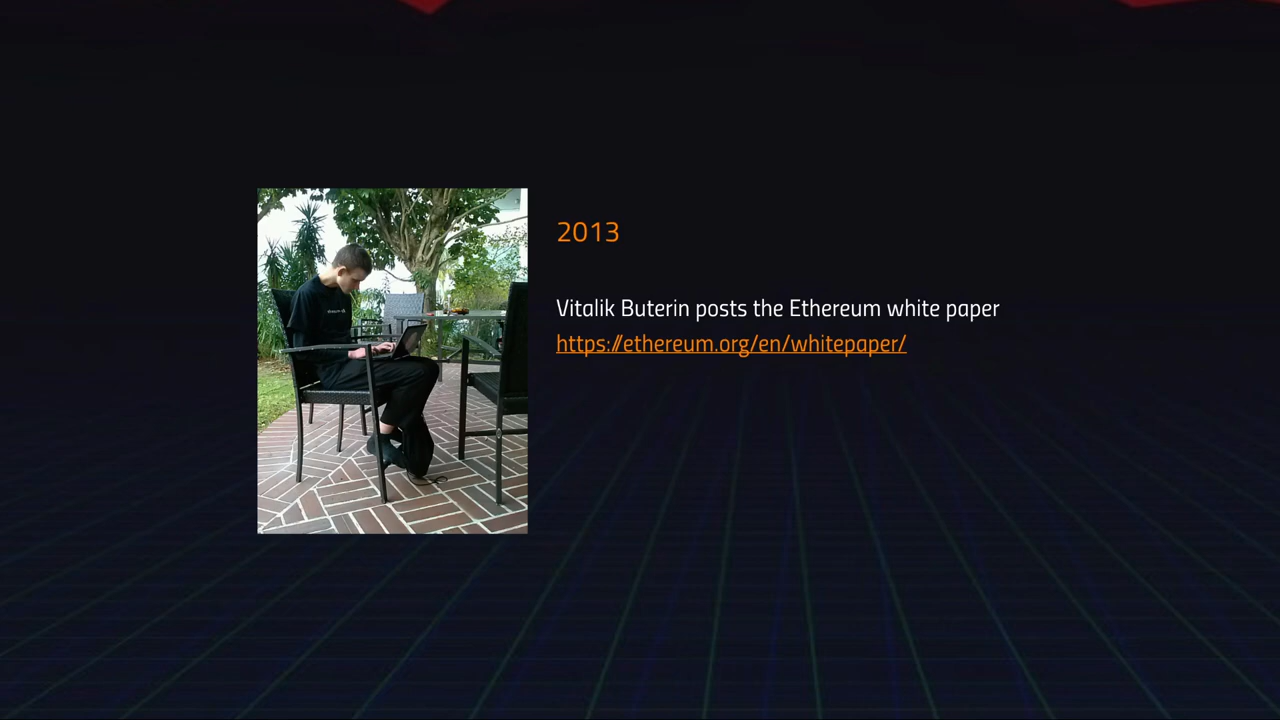 2013
Vitalik Buterin posts the Ethereum white paper
https://ethereum.org/en/whitepaper/